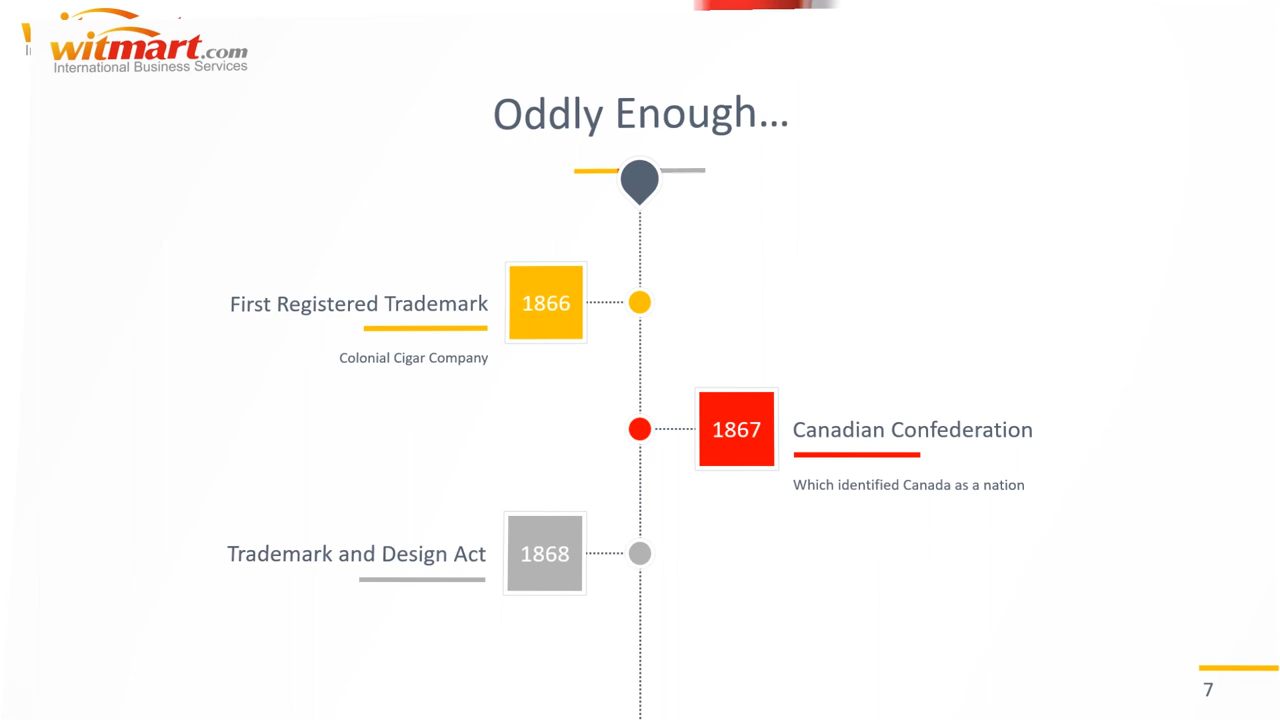 witmart.com
International Business Services
Oddly Enough...
First Registered Trademark
1866
Colonial Cigar Company
1867
Canadian Confederation
Which identified Canada as a nation
Trademark and Design Act
1868
7